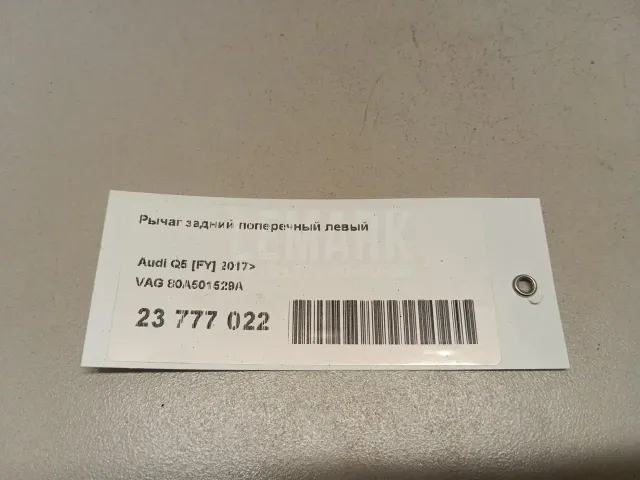 Рычаг задний поперечный левый
Audi Q5 [FY] 2017>
VAG 80A501529A
23 777 022